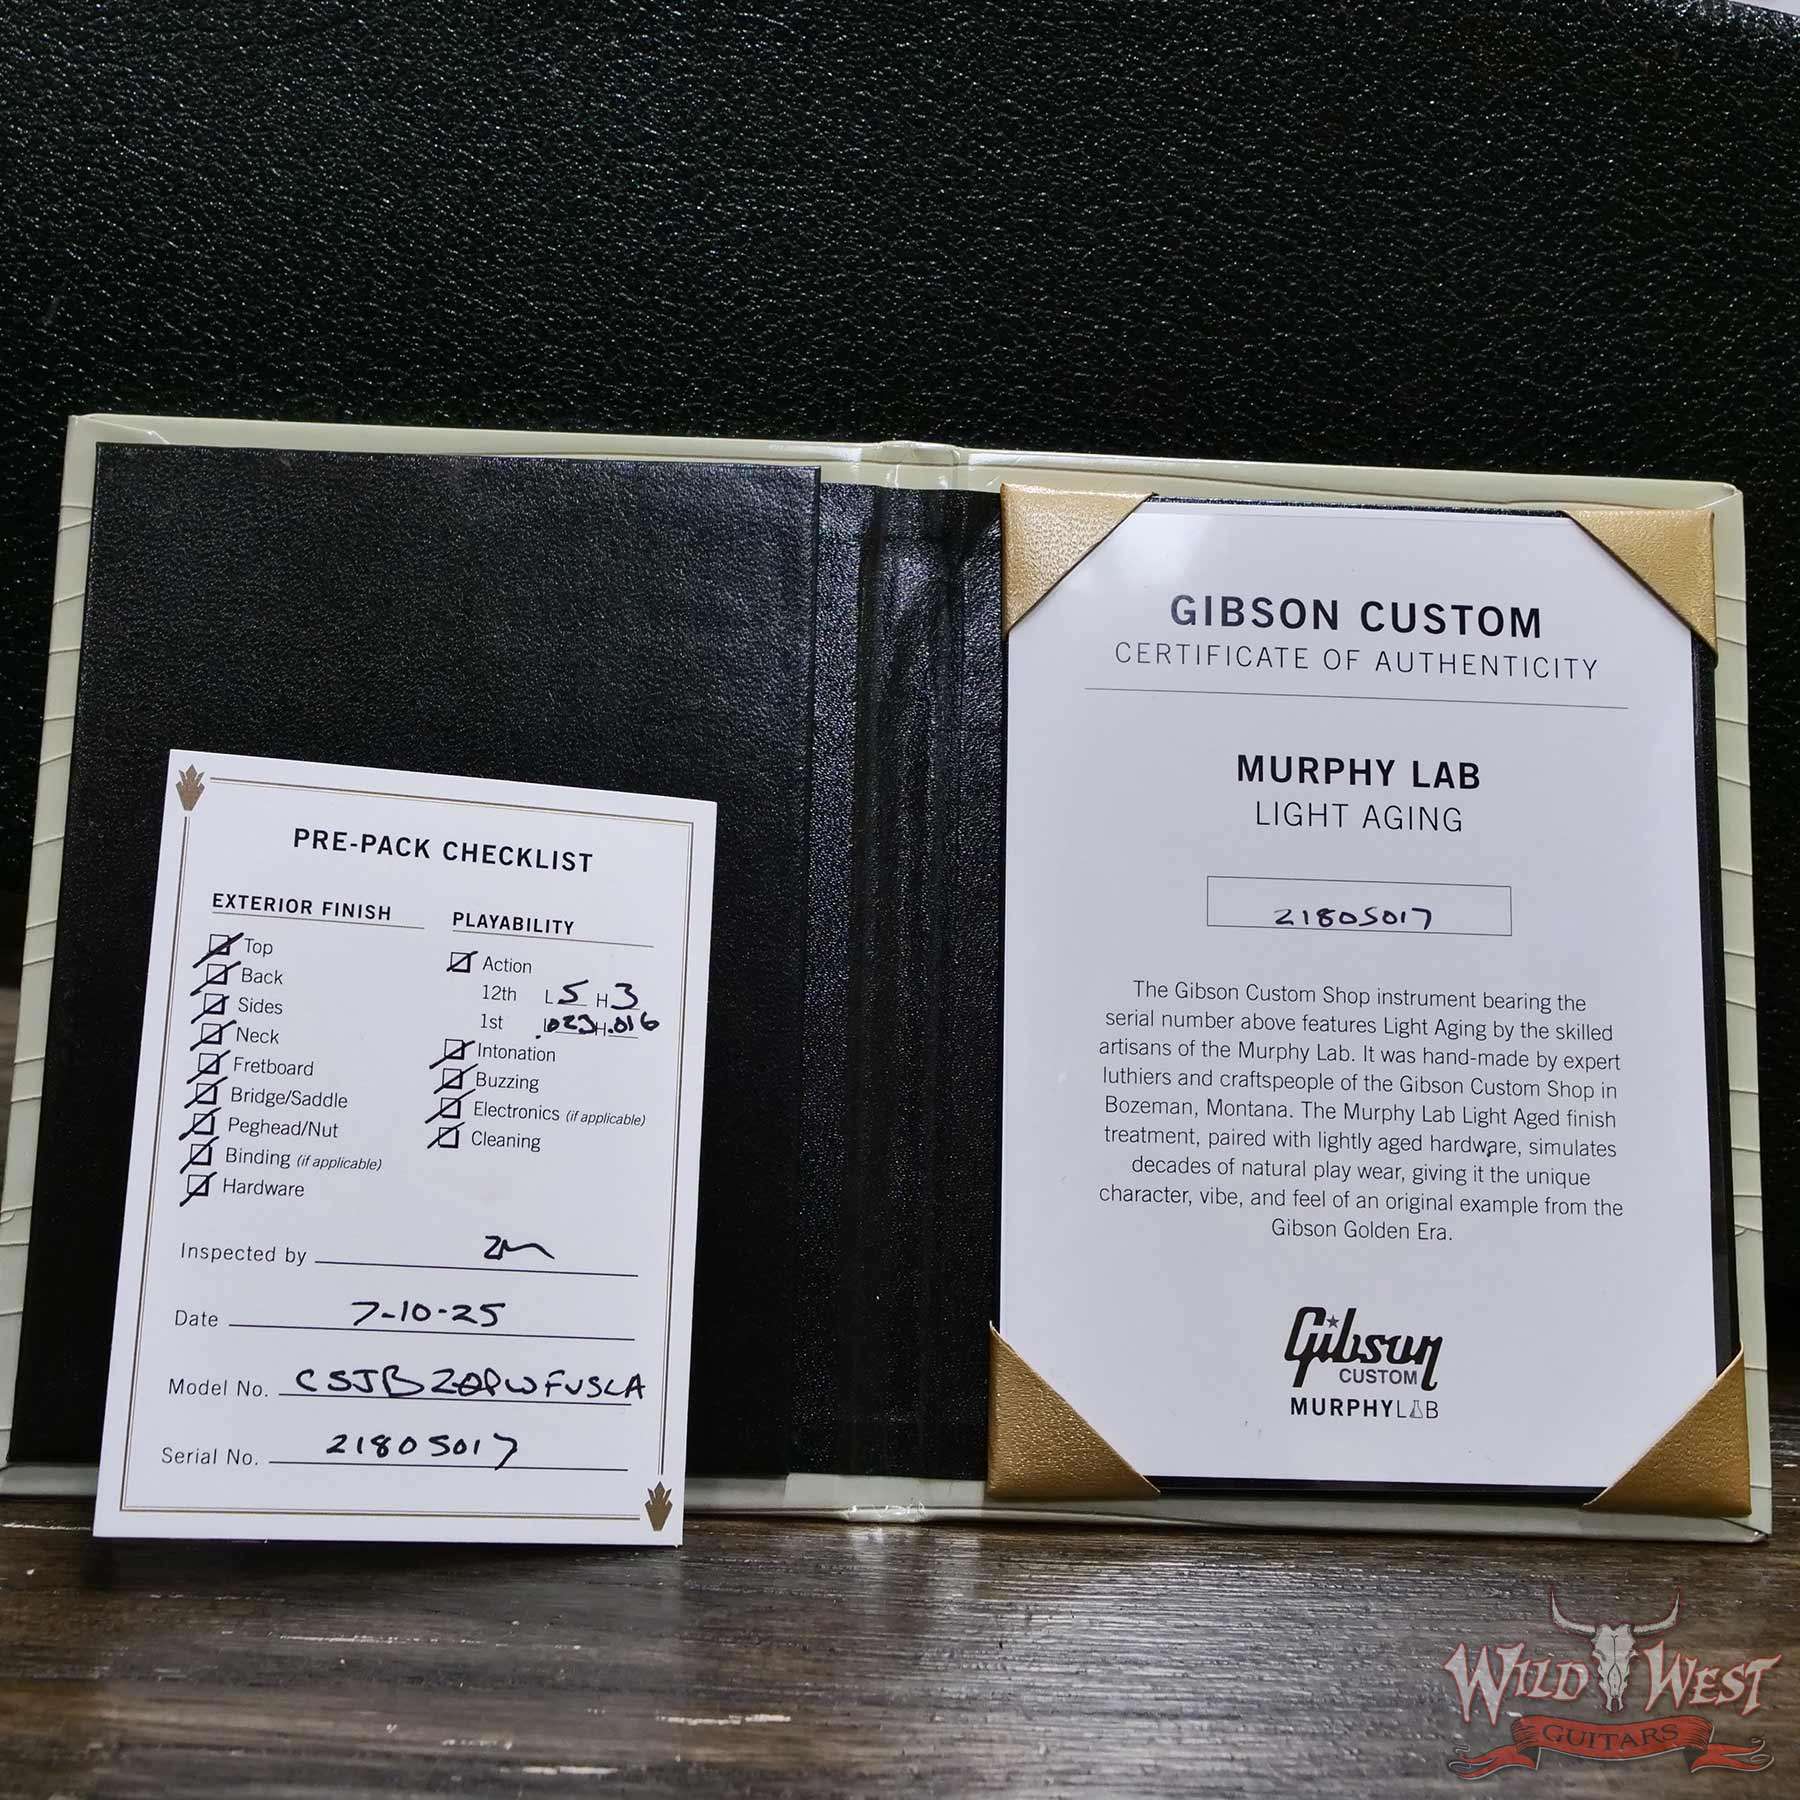 PRE-PACK CHECKLIST
EXTERIOR FINISH
Top
Back
Sides
Neck
Fretboard
Bridge/Saddle
Peghead/Nut
Binding (if applicable)
Hardware
PLAYABILITY
Action
12th L 5 H 3
1st L H .016
Intonation
Buzzing
Electronics (if applicable)
Cleaning
Inspected by
Date 7-10-25
Model No.
Serial No. 21805017
GIBSON CUSTOM
CERTIFICATE OF AUTHENTICITY
MURPHY LAB
LIGHT AGING
21805017
The Gibson Custom Shop instrument bearing the
serial number above features Light Aging by the skilled
artisans of the Murphy Lab. It was hand-made by expert
luthiers and craftspeople of the Gibson Custom Shop in
Bozeman, Montana. The Murphy Lab Light Aged finish
treatment, paired with lightly aged hardware, simulates
decades of natural play wear, giving it the unique
character, vibe, and feel of an original example from the
Gibson Golden Era.
Gibson
CUSTOM
MURPHYLAB
WILD WEST
GUITARS